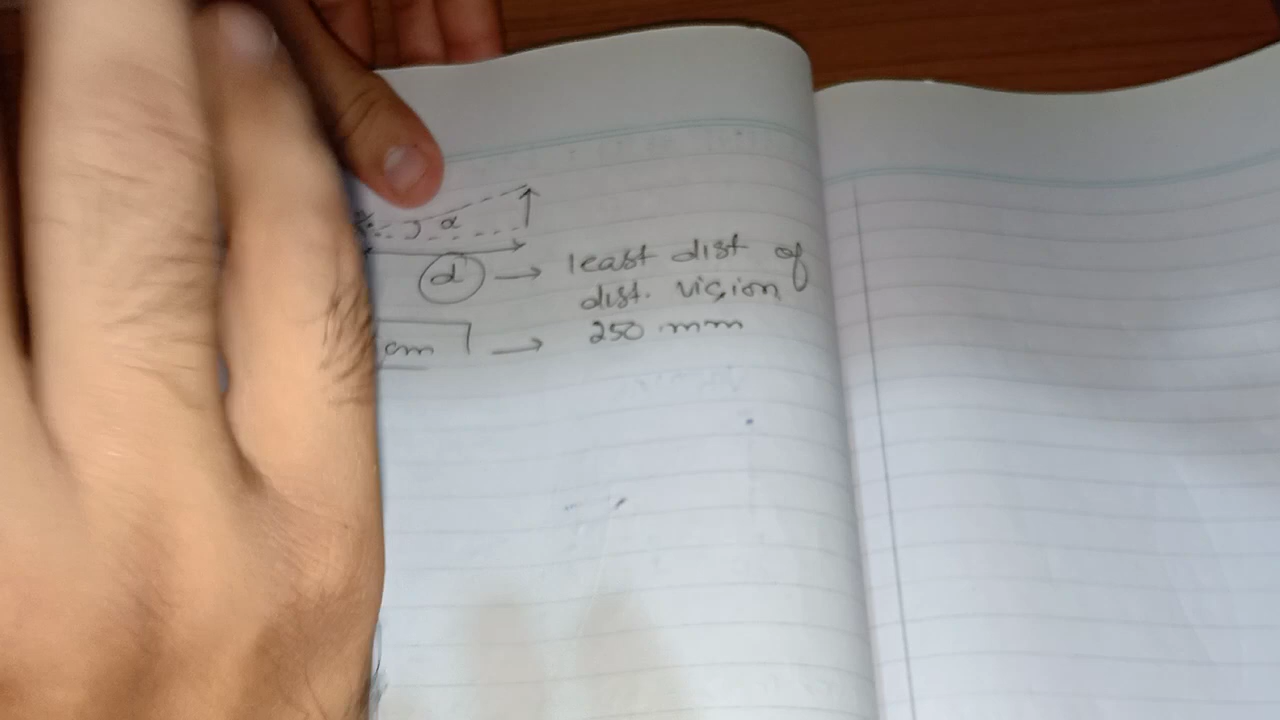 α
d → least dist of
dist. vision
cm → 250 mm